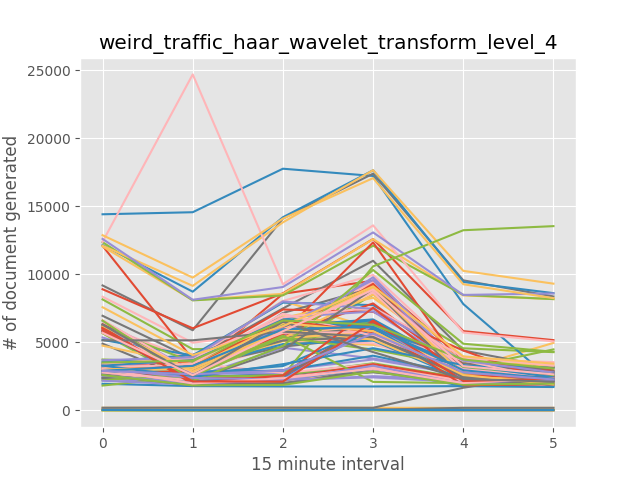 weird_traffic_haar_wavelet_transform_level_4
# of document generated
25000
20000
15000
10000
5000
0
0 1 2 3 4 5
15 minute interval